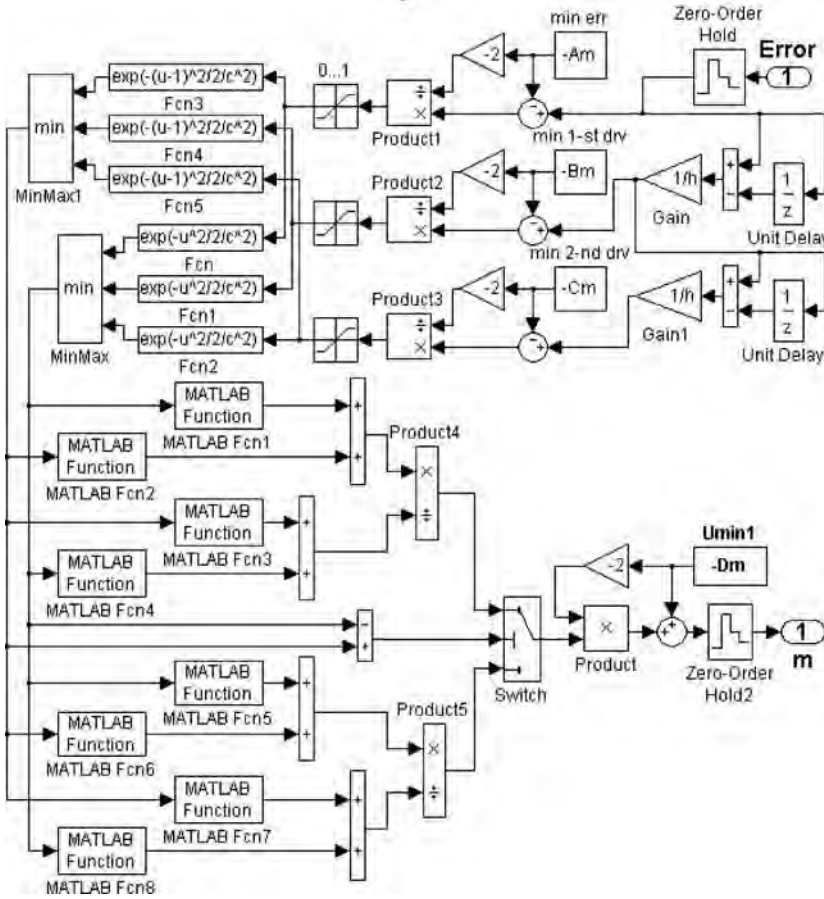 min err
Zero-Order
Hold
Error
1
-Am
-2
0...1
÷
×
Product1
exp(-(u-1)^2/2/c^2)
Fcn3
exp(-(u-1)^2/2/c^2)
Fcn4
exp(-(u-1)^2/2/c^2)
Fcn5
min
MinMax1
min 1-st drv
-Bm
-2
Product2
÷
×
1/h
Gain
+
−
1
z
Unit Delay
exp(-u^2/2/c^2)
Fcn
exp(-u^2/2/c^2)
Fcn1
exp(-u^2/2/c^2)
Fcn2
min
MinMax
min 2-nd drv
-Cm
-2
Product3
÷
×
1/h
Gain1
+
−
1
z
Unit Delay
MATLAB
Function
MATLAB Fcn1
MATLAB
Function
MATLAB Fcn2
+
+
Product4
×
÷
MATLAB
Function
MATLAB Fcn3
MATLAB
Function
MATLAB Fcn4
+
+
−
+
Switch
Umin1
-Dm
-2
×
Product
+
+
Zero-Order
Hold2
1
m
MATLAB
Function
MATLAB Fcn5
MATLAB
Function
MATLAB Fcn6
+
+
Product5
×
÷
MATLAB
Function
MATLAB Fcn7
MATLAB
Function
MATLAB Fcn8
+
+